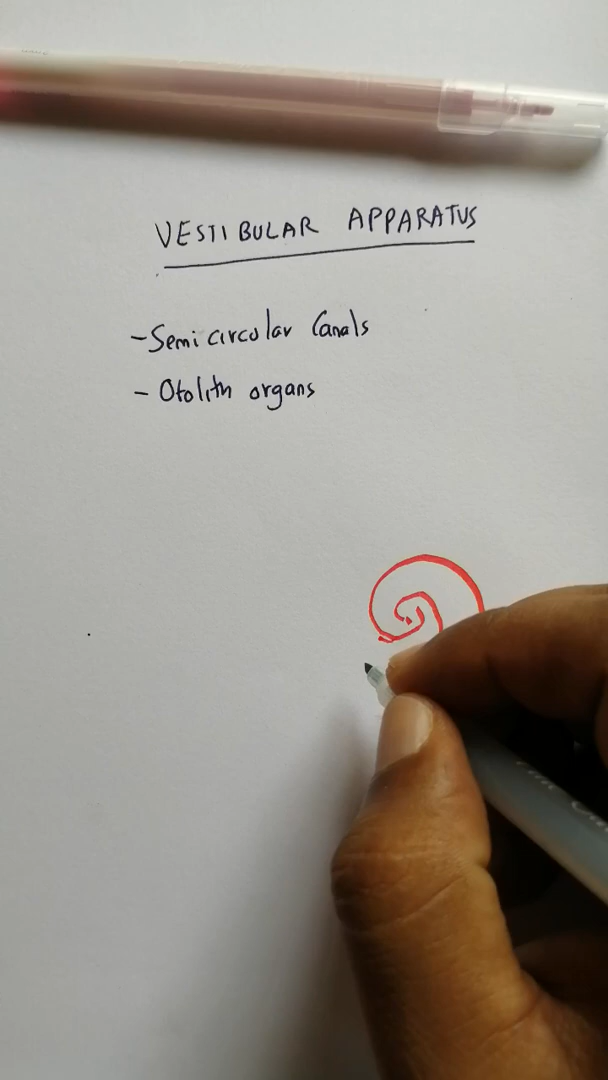 VESTIBULAR APPARATUS
- Semicircular Canals
- Otolith organs